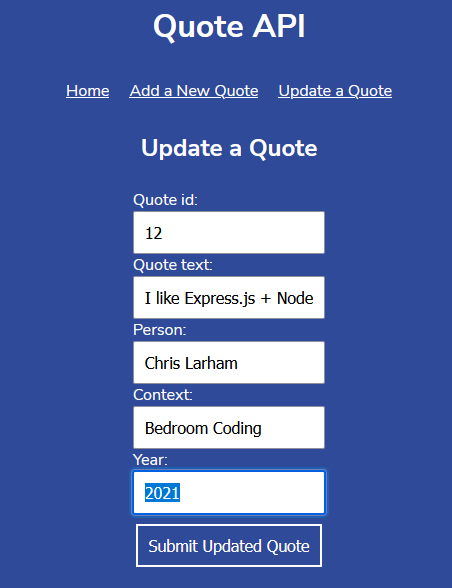 Quote API
Home Add a New Quote Update a Quote
Update a Quote
Quote id:
12
Quote text:
I like Express.js + Node
Person:
Chris Larham
Context:
Bedroom Coding
Year:
2021
Submit Updated Quote